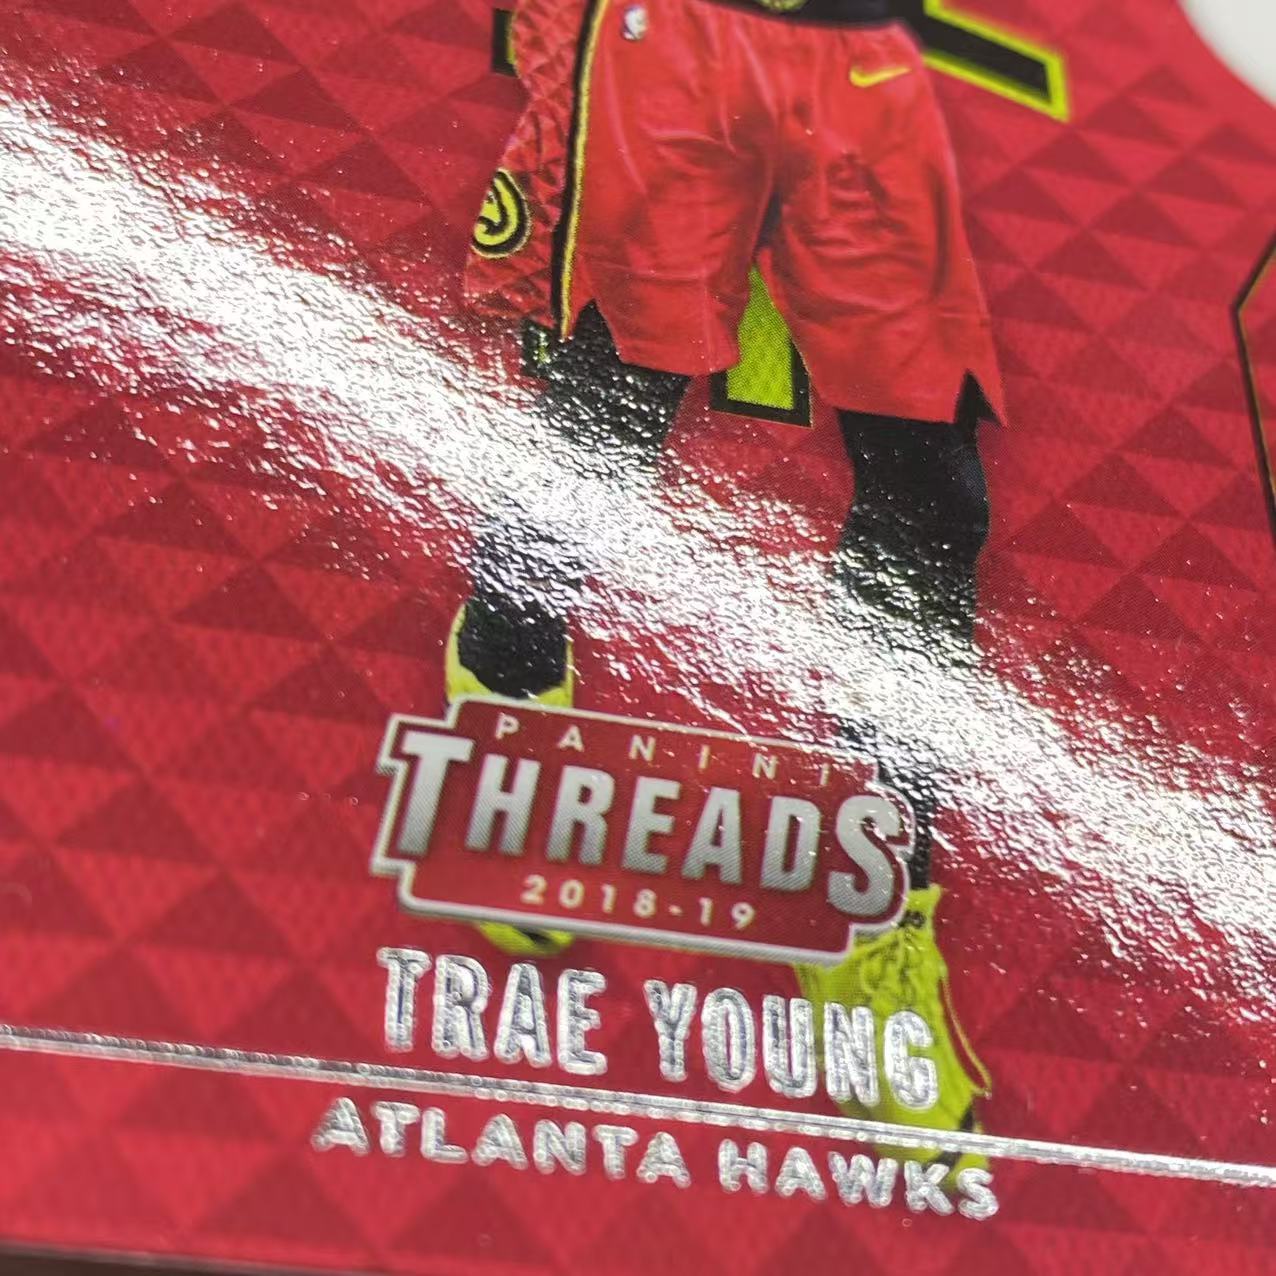 PANINI
THREADS
2018-19
TRAE YOUNG
ATLANTA HAWKS